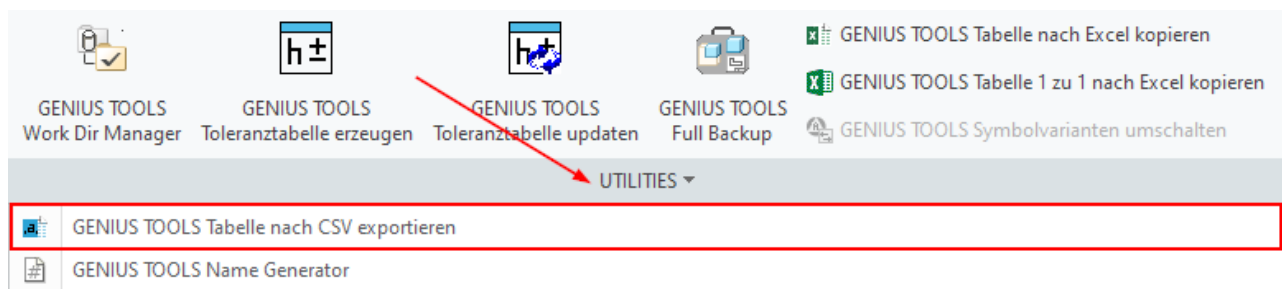 GENIUS TOOLS
Work Dir Manager
GENIUS TOOLS
Toleranztabelle erzeugen
GENIUS TOOLS
Toleranztabelle updaten
GENIUS TOOLS
Full Backup
GENIUS TOOLS Tabelle nach Excel kopieren
GENIUS TOOLS Tabelle 1 zu 1 nach Excel kopieren
GENIUS TOOLS Symbolvarianten umschalten
UTILITIES
GENIUS TOOLS Tabelle nach CSV exportieren
GENIUS TOOLS Name Generator